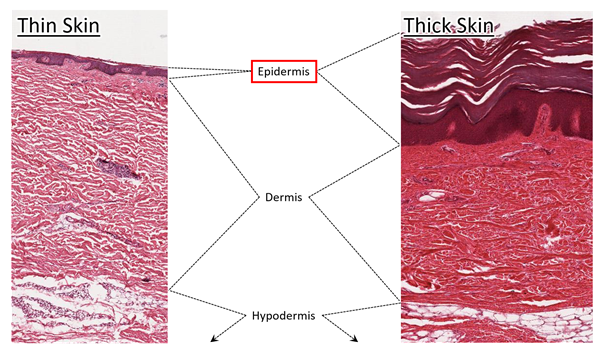 Thin Skin
Thick Skin
Epidermis
Dermis
Hypodermis